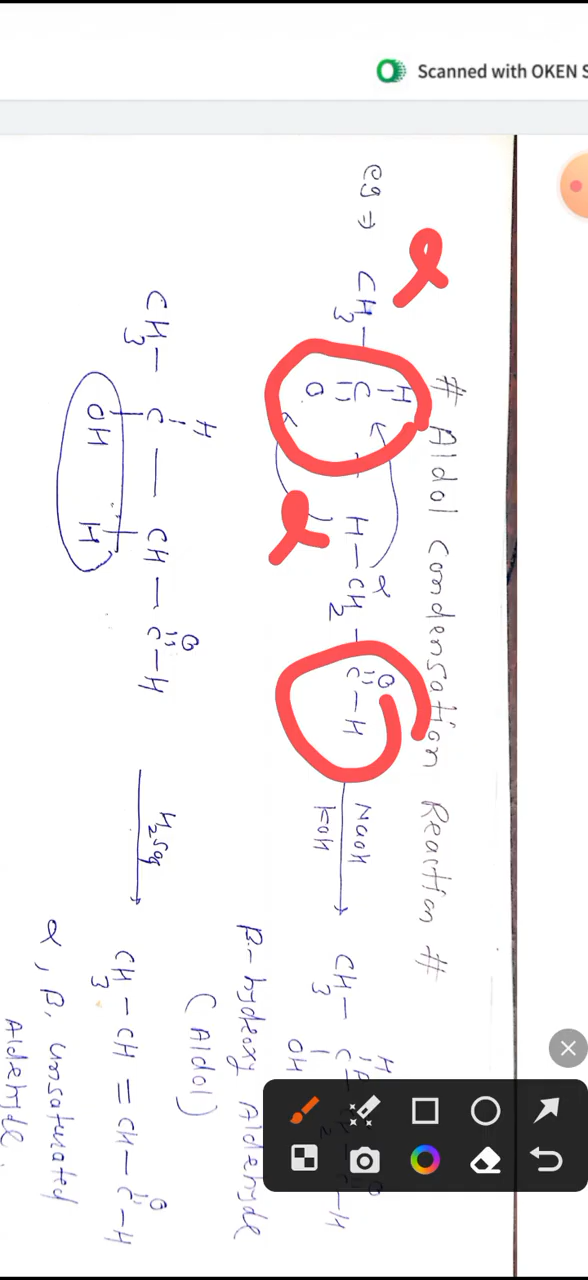 Scanned with OKEN S
# Aldol Condensation Reaction #
eg ⇒ CH3 – C – H + H – CH2 – C – H
O
α
O
NaOH
KOH
CH3 –
H
OH
β-hydroxy Aldehyde
(Aldol)
CH3 – C – CH – C – H
H
OH
H
O
H2SO4
CH3 – CH = CH – C – H
O
α, β, unsaturated
Aldehyde.